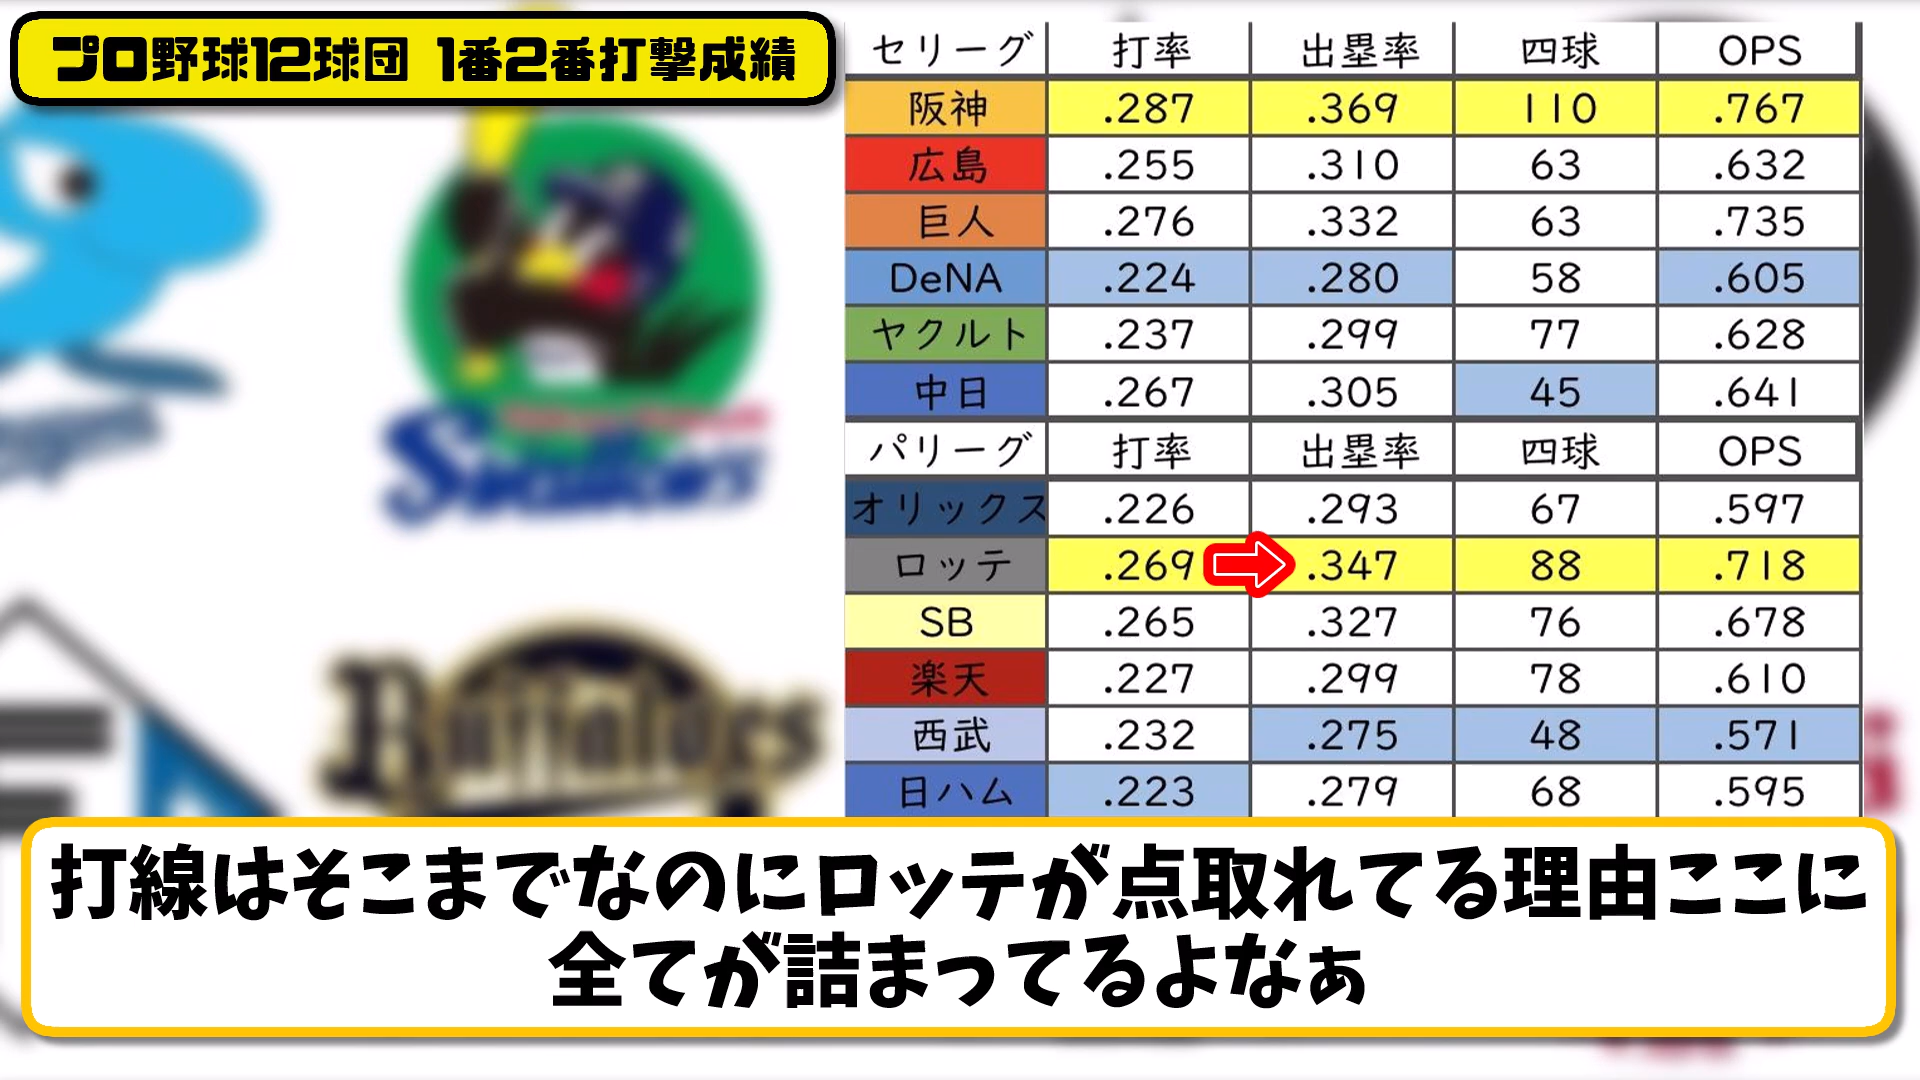 プロ野球12球団 1番2番打撃成績
セリーグ 打率 出塁率 四球 OPS
阪神 .287 .369 110 .767
広島 .255 .310 63 .632
巨人 .276 .332 63 .735
DeNA .224 .280 58 .605
ヤクルト .237 .299 77 .628
中日 .267 .305 45 .641
パリーグ 打率 出塁率 四球 OPS
オリックス .226 .293 67 .597
ロッテ .269 .347 88 .718
SB .265 .327 76 .678
楽天 .227 .299 78 .610
西武 .232 .275 48 .571
日ハム .223 .279 68 .595
Buffaloes
打線はそこまでなのにロッテが点取れてる理由ここに
全てが詰まってるよなぁ